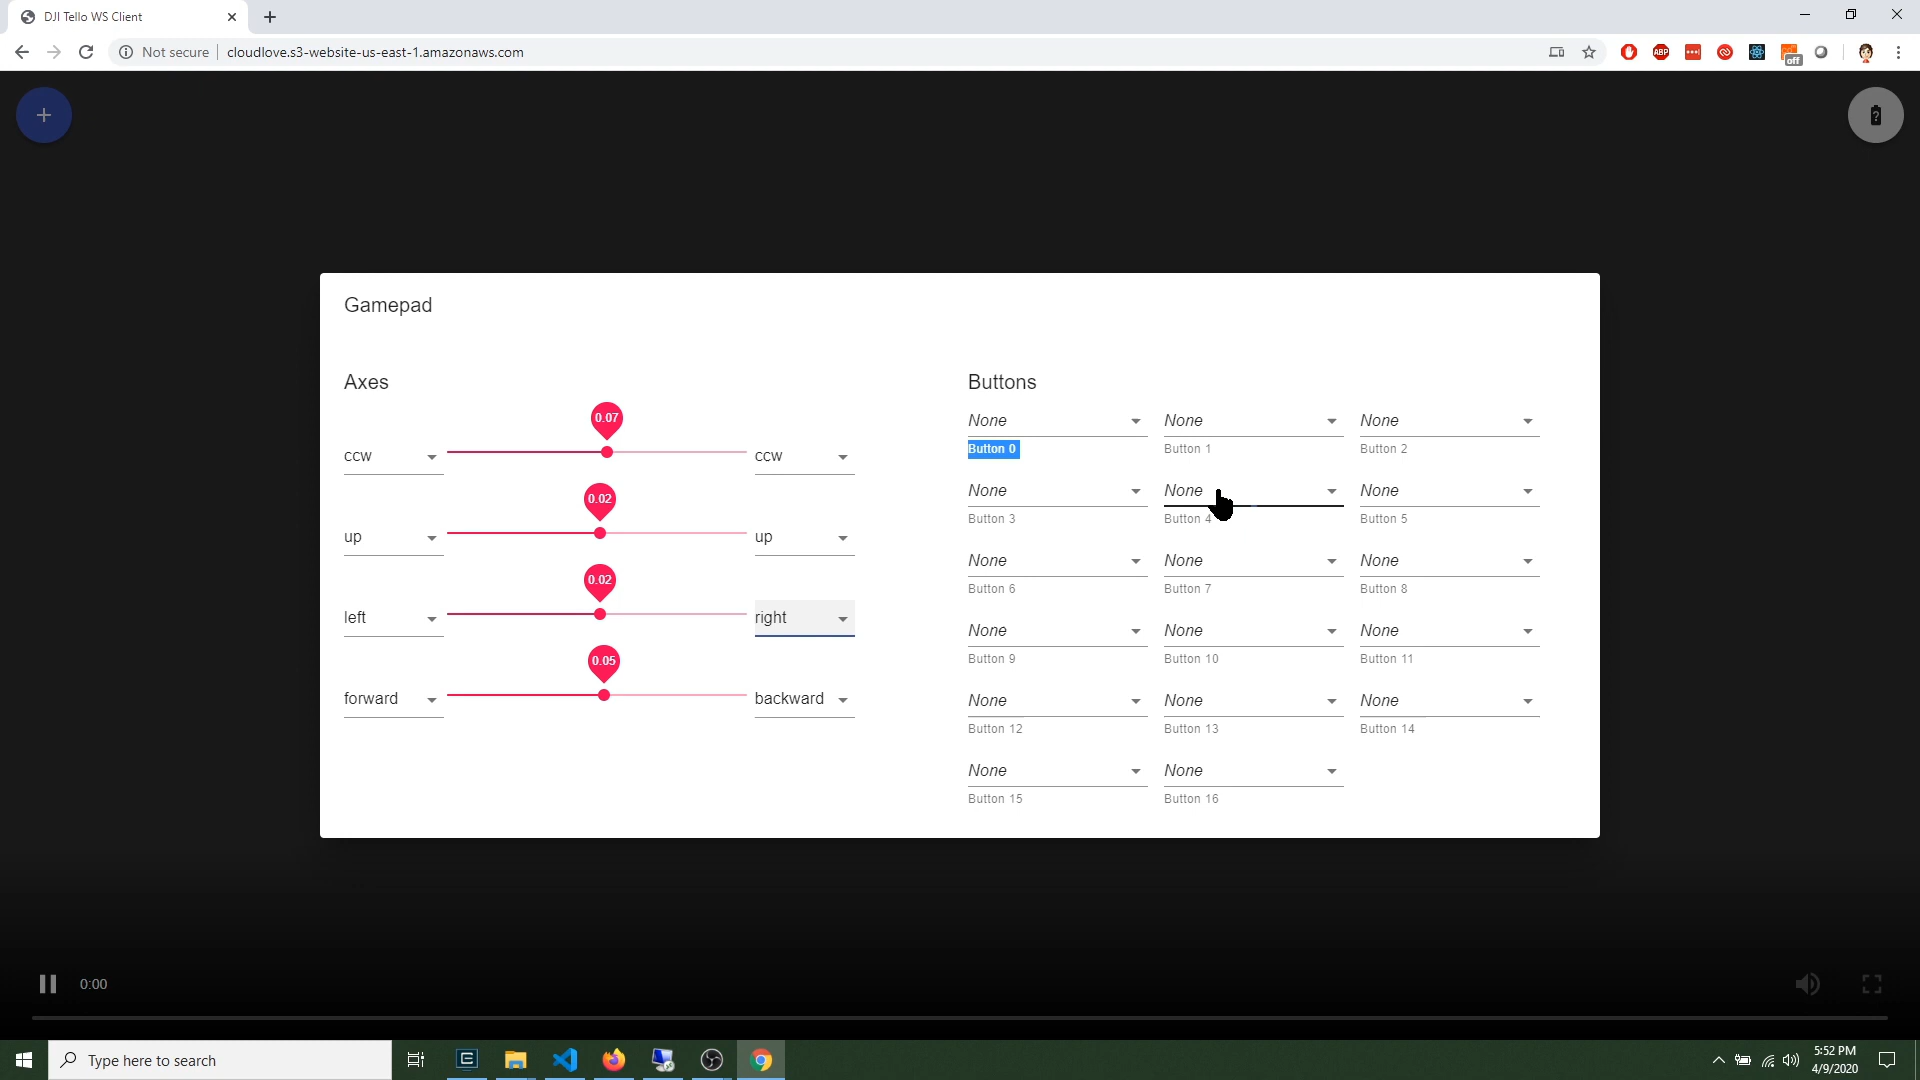 DJI Tello WS Client
Not secure
cloudlove.s3-website-us-east-1.amazonaws.com
ABP
off
Gamepad
Axes
Buttons
0.07
ccw
ccw
0.02
up
up
0.02
left
right
0.05
forward
backward
None
None
None
Button 0
Button 1
Button 2
None
None
None
Button 3
Button 4
Button 5
None
None
None
Button 6
Button 7
Button 8
None
None
None
Button 9
Button 10
Button 11
None
None
None
Button 12
Button 13
Button 14
None
None
Button 15
Button 16
0:00
Type here to search
5:52 PM
4/9/2020